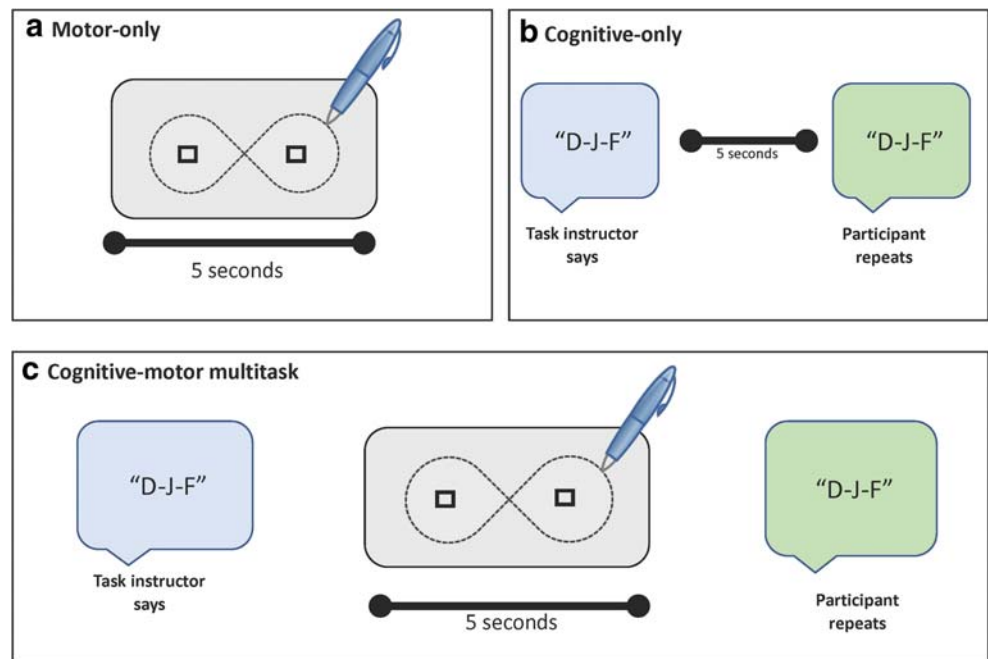 a Motor-only
5 seconds
b Cognitive-only
“D-J-F”
5 seconds
“D-J-F”
Task instructor
says
Participant
repeats
c Cognitive-motor multitask
“D-J-F”
Task instructor
says
5 seconds
“D-J-F”
Participant
repeats